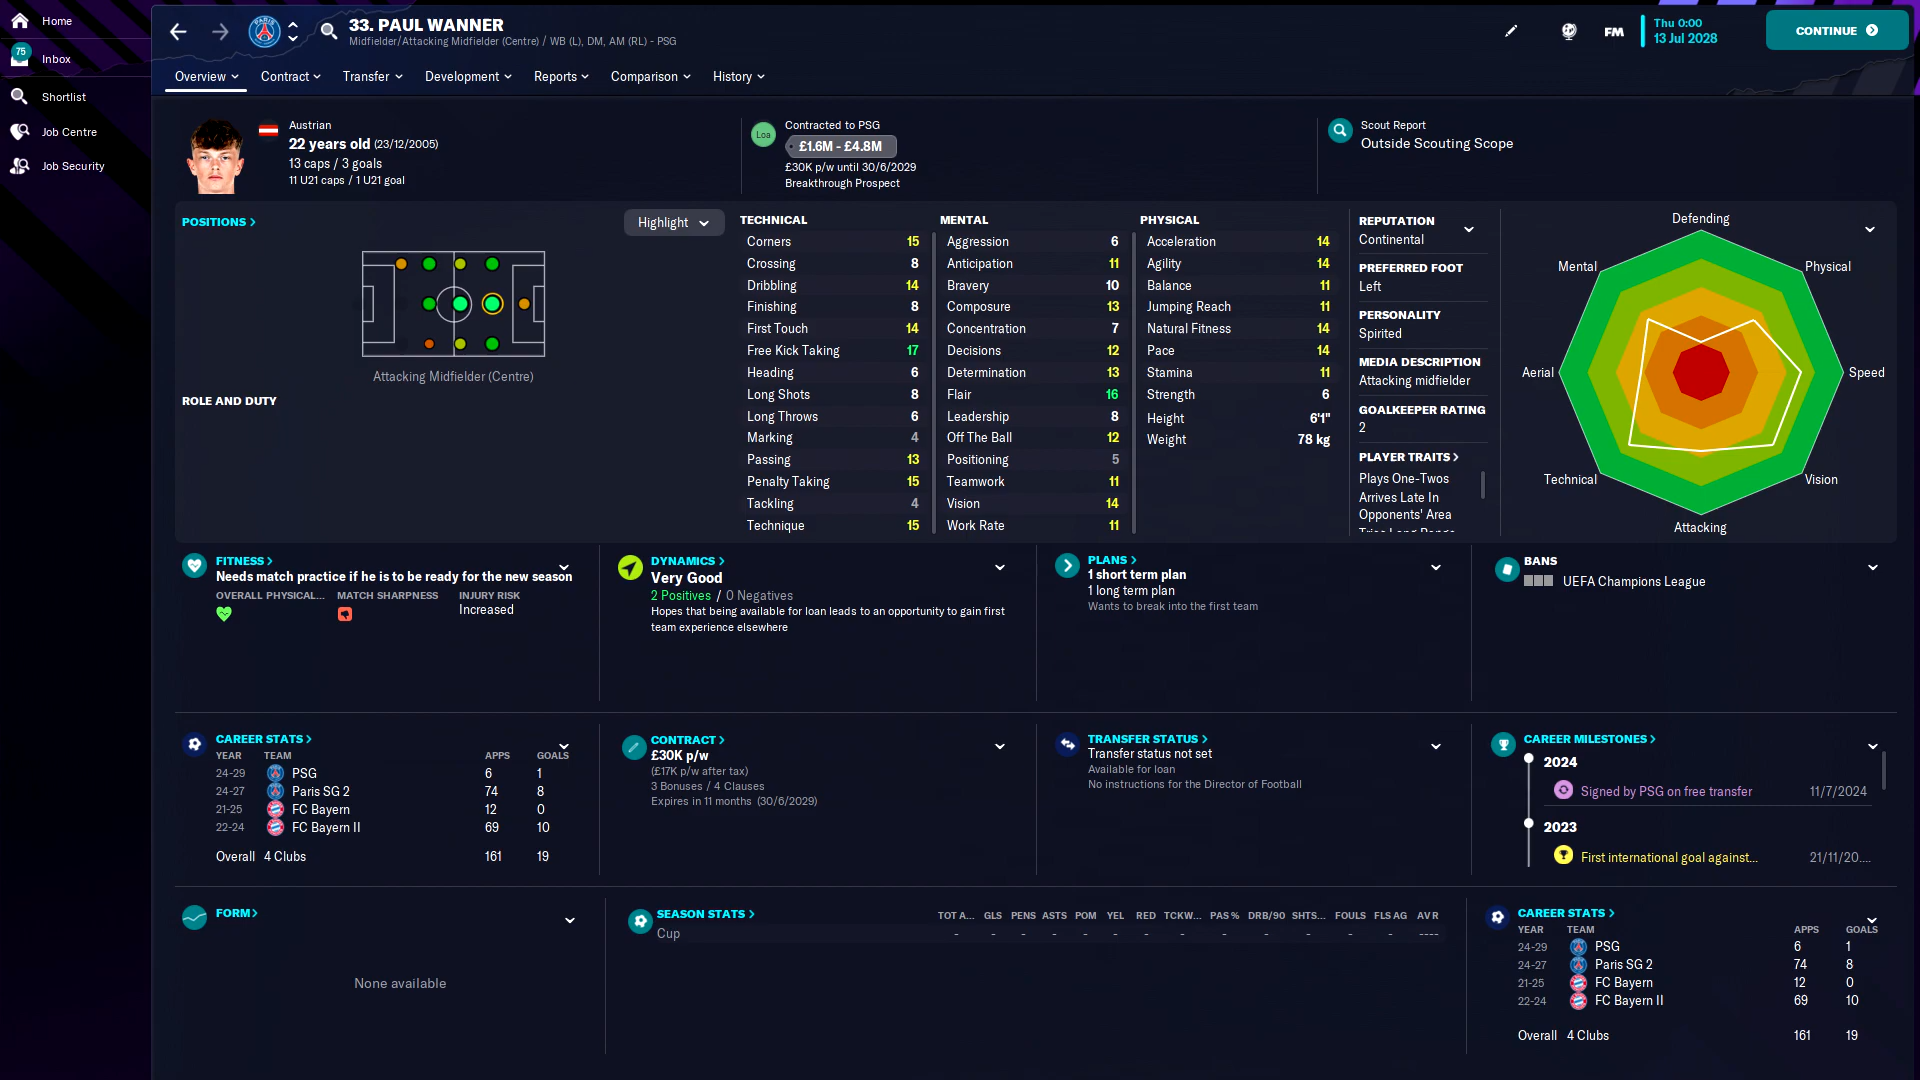 Home
75
Inbox
Shortlist
Job Centre
Job Security
33. PAUL WANNER
Midfielder/Attacking Midfielder (Centre) / WB (L), DM, AM (RL) - PSG
FM
Thu 0:00
13 Jul 2028
CONTINUE
Overview
Contract
Transfer
Development
Reports
Comparison
History
Austrian
22 years old (23/12/2005)
13 caps / 3 goals
11 U21 caps / 1 U21 goal
Loa
Contracted to PSG
£1.6M - £4.8M
£30K p/w until 30/6/2029
Breakthrough Prospect
Scout Report
Outside Scouting Scope
POSITIONS >
Highlight
Attacking Midfielder (Centre)
ROLE AND DUTY
TECHNICAL
Corners 15
Crossing 8
Dribbling 14
Finishing 8
First Touch 14
Free Kick Taking 17
Heading 6
Long Shots 8
Long Throws 6
Marking 4
Passing 13
Penalty Taking 15
Tackling 4
Technique 15
MENTAL
Aggression 6
Anticipation 11
Bravery 10
Composure 13
Concentration 7
Decisions 12
Determination 13
Flair 16
Leadership 8
Off The Ball 12
Positioning 5
Teamwork 11
Vision 14
Work Rate 11
PHYSICAL
Acceleration 14
Agility 14
Balance 11
Jumping Reach 11
Natural Fitness 14
Pace 14
Stamina 11
Strength 6
Height 6'1"
Weight 78 kg
REPUTATION
Continental
PREFERRED FOOT
Left
PERSONALITY
Spirited
MEDIA DESCRIPTION
Attacking midfielder
GOALKEEPER RATING
2
PLAYER TRAITS >
Plays One-Twos
Arrives Late In
Opponents' Area
Tries Long Range
Defending
Mental
Physical
Aerial
Speed
Technical
Vision
Attacking
FITNESS >
Needs match practice if he is to be ready for the new season
OVERALL PHYSICAL... MATCH SHARPNESS INJURY RISK
Increased
DYNAMICS >
Very Good
2 Positives / 0 Negatives
Hopes that being available for loan leads to an opportunity to gain first
team experience elsewhere
PLANS >
1 short term plan
1 long term plan
Wants to break into the first team
BANS
UEFA Champions League
CAREER STATS >
YEAR TEAM APPS GOALS
24-29 PSG 6 1
24-27 Paris SG 2 74 8
21-25 FC Bayern 12 0
22-24 FC Bayern II 69 10
Overall 4 Clubs 161 19
CONTRACT >
£30K p/w
(£17K p/w after tax)
3 Bonuses / 4 Clauses
Expires in 11 months (30/6/2029)
TRANSFER STATUS >
Transfer status not set
Available for loan
No instructions for the Director of Football
CAREER MILESTONES >
2024
Signed by PSG on free transfer 11/7/2024
2023
First international goal against... 21/11/20....
FORM >
None available
SEASON STATS >
TOT A... GLS PENS ASTS POM YEL RED TCKW... PAS % DRB/90 SHTS... FOULS FLS AG AV R
Cup - - - - - - - - - - - - - ----
CAREER STATS >
YEAR TEAM APPS GOALS
24-29 PSG 6 1
24-27 Paris SG 2 74 8
21-25 FC Bayern 12 0
22-24 FC Bayern II 69 10
Overall 4 Clubs 161 19